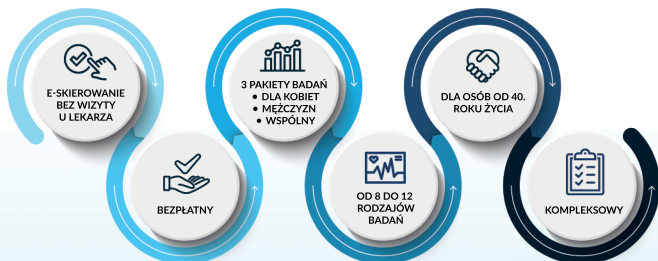 E-SKIEROWANIE
BEZ WIZYTY
U LEKARZA
BEZPŁATNY
3 PAKIETY BADAŃ
• DLA KOBIET
• MĘŻCZYZN
• WSPÓLNY
OD 8 DO 12
RODZAJÓW
BADAŃ
DLA OSÓB OD 40.
ROKU ŻYCIA
KOMPLEKSOWY